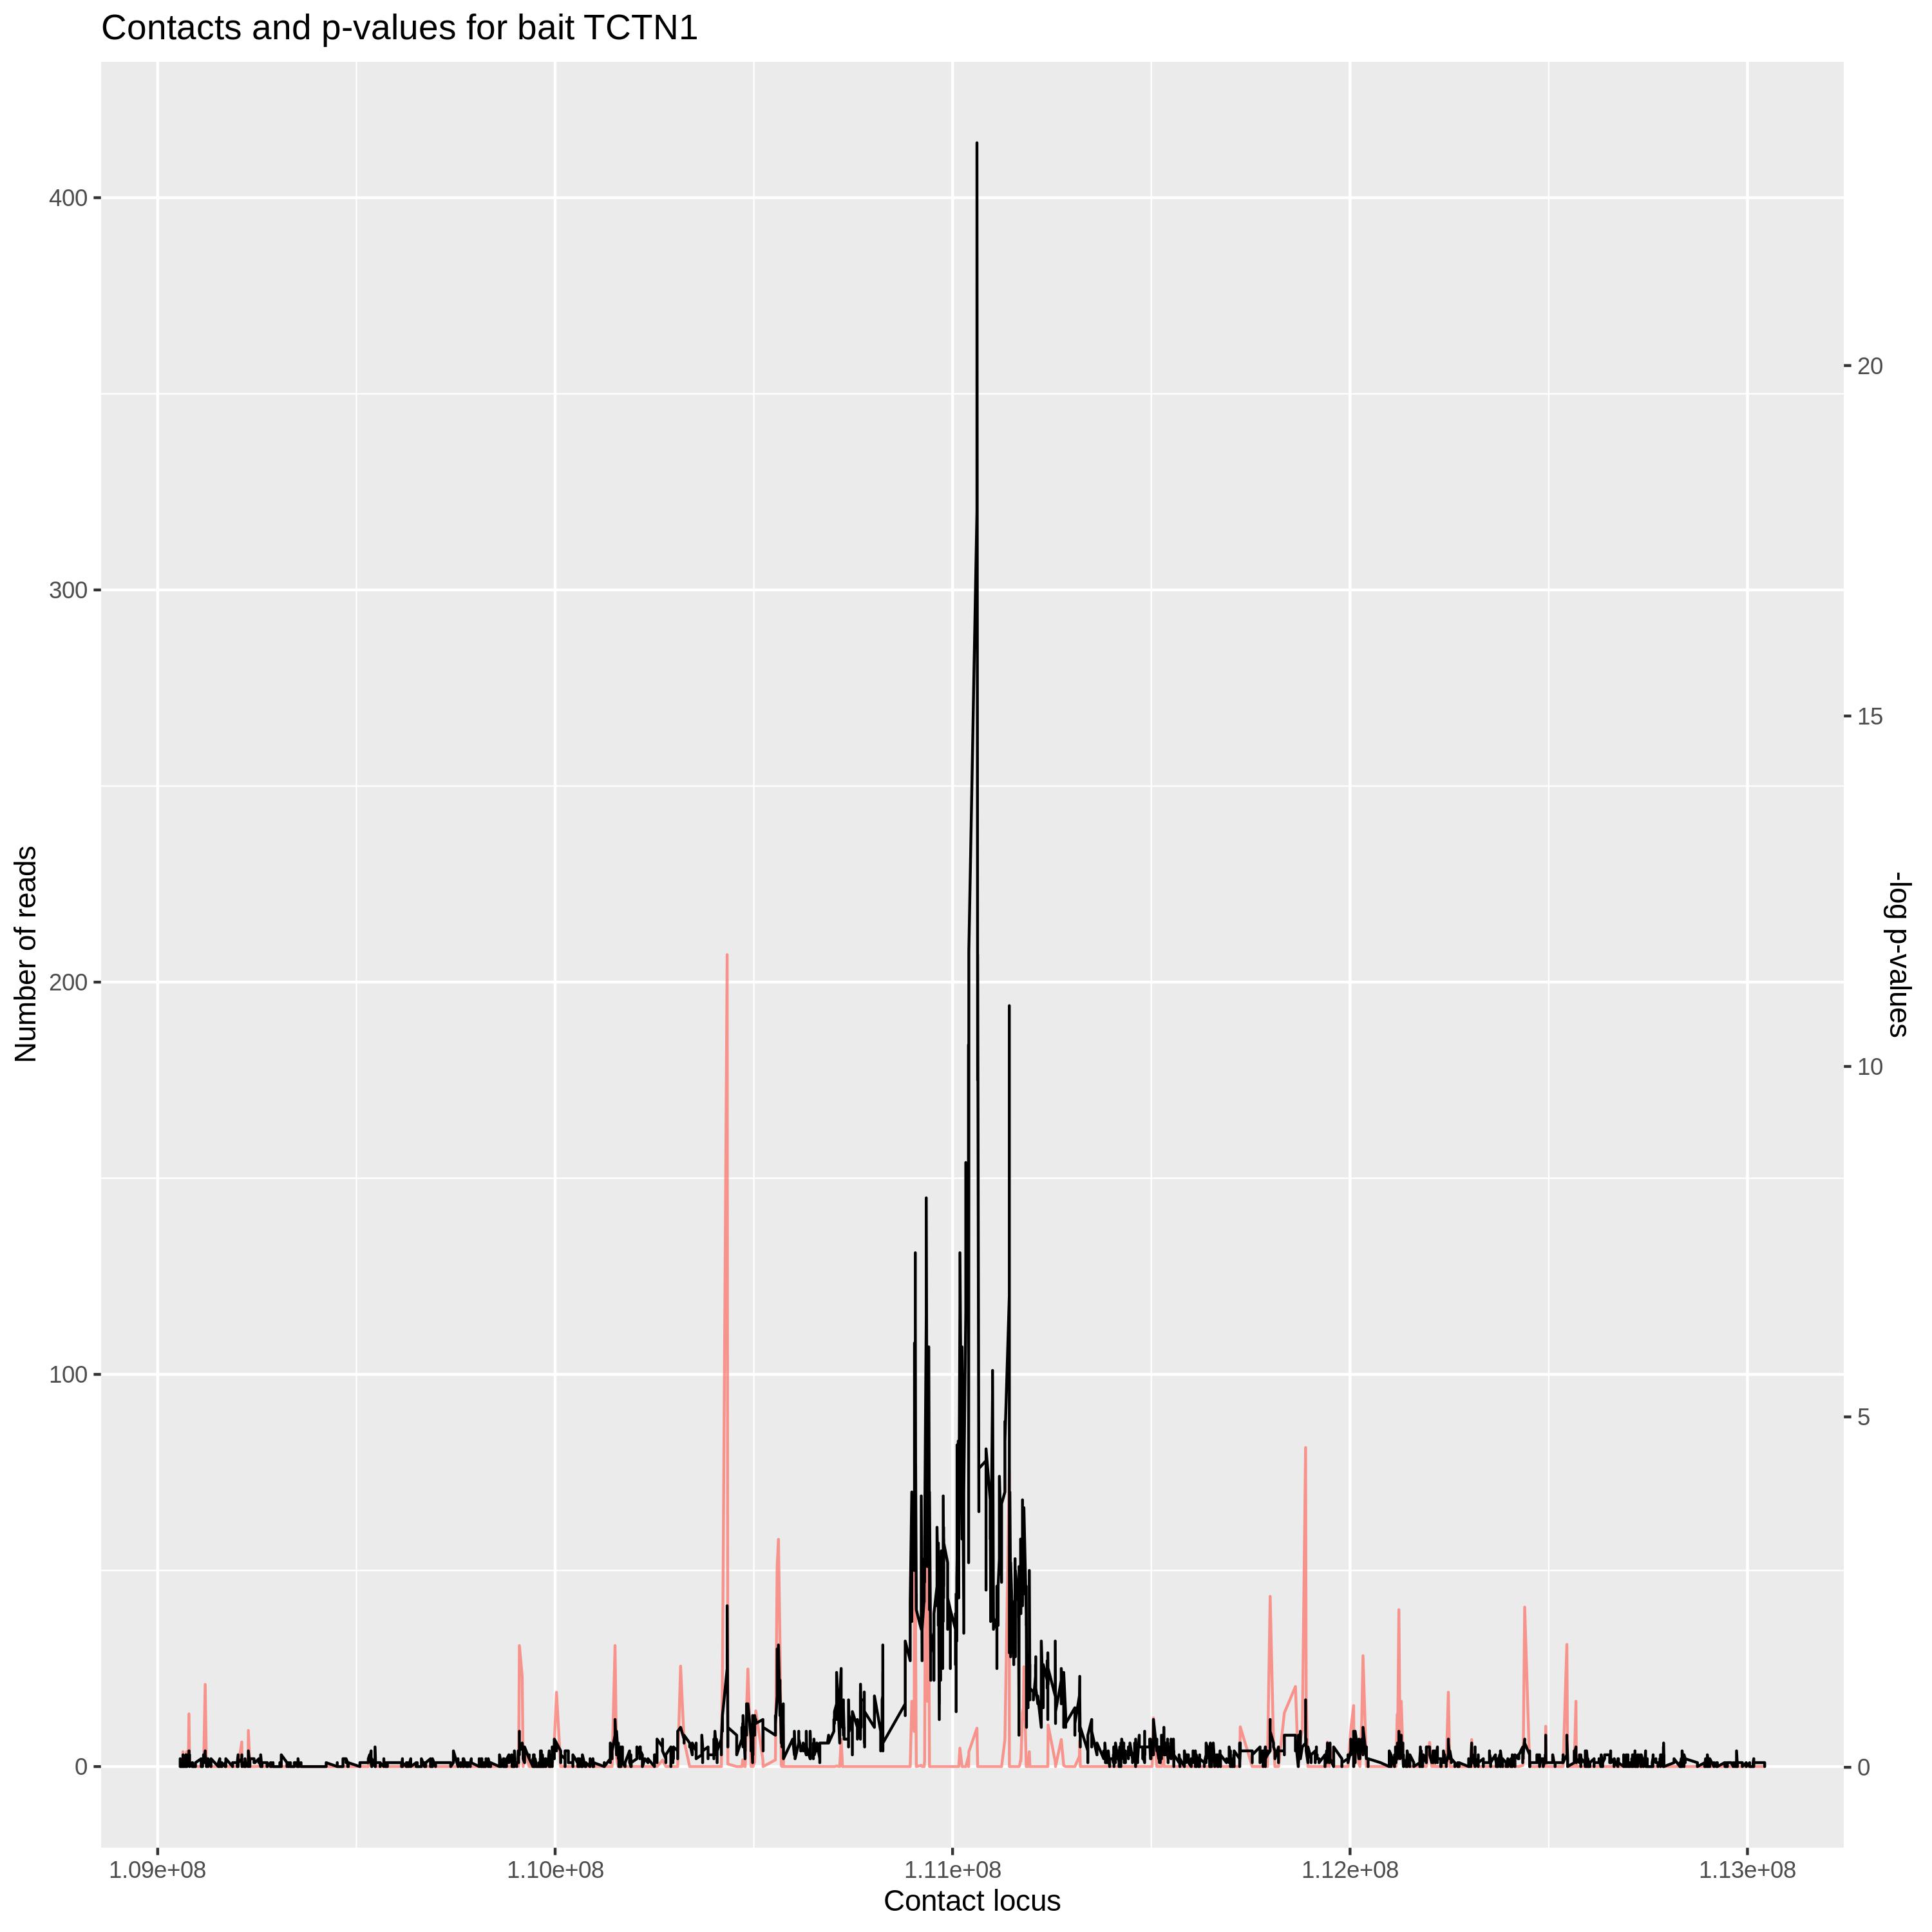 Contacts and p-values for bait TCTN1
400
300
200
100
0
Number of reads
20
15
10
5
0
-log p-values
1.09e+08 1.10e+08 1.11e+08 1.12e+08 1.13e+08
Contact locus